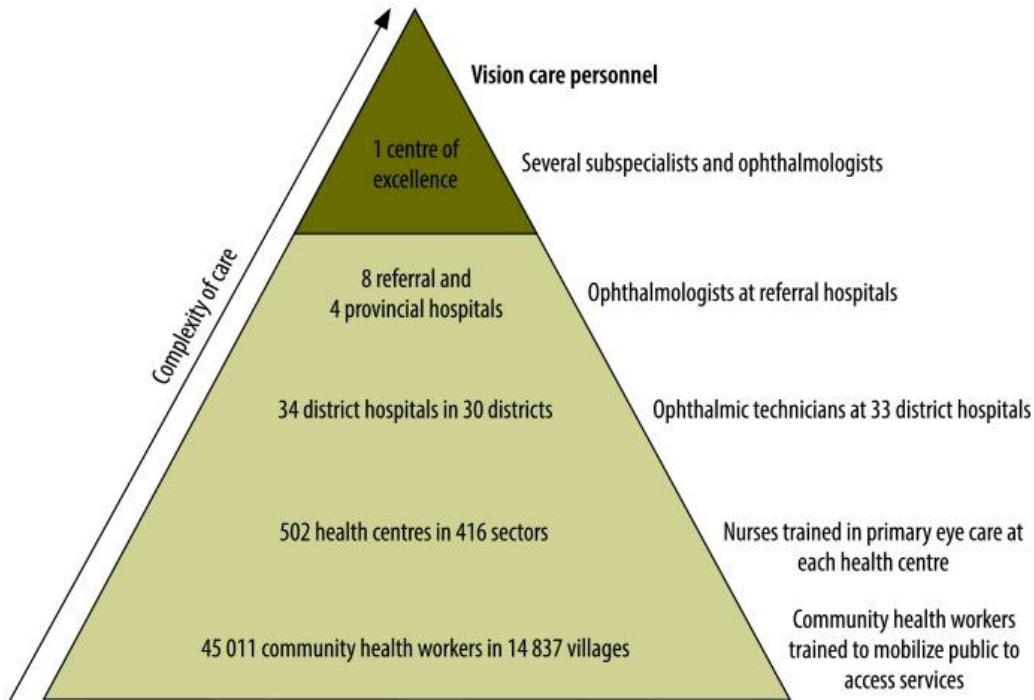 Vision care personnel
1 centre of
excellence
Several subspecialists and ophthalmologists
Complexity of care
8 referral and
4 provincial hospitals
Ophthalmologists at referral hospitals
34 district hospitals in 30 districts
Ophthalmic technicians at 33 district hospitals
502 health centres in 416 sectors
Nurses trained in primary eye care at
each health centre
45 011 community health workers in 14 837 villages
Community health workers
trained to mobilize public to
access services